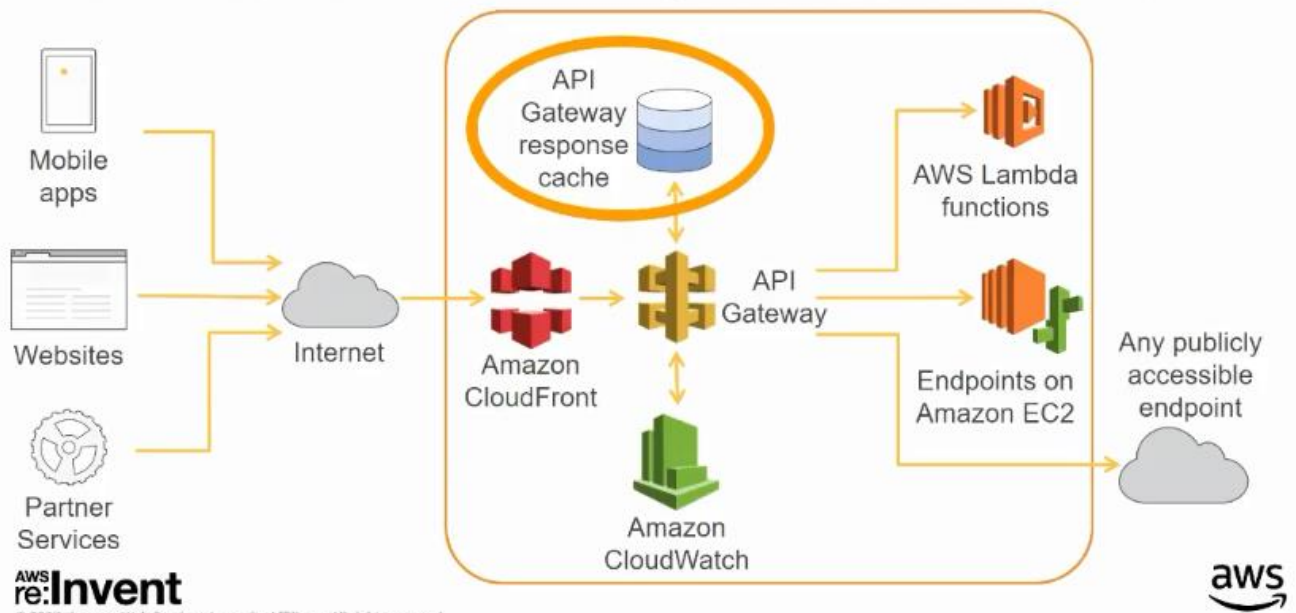 API
Gateway
response
cache
Mobile
apps
AWS Lambda
functions
API
Gateway
Websites
Internet
Amazon
CloudFront
Endpoints on
Amazon EC2
Any publicly
accessible
endpoint
Partner
Services
Amazon
CloudWatch
AWS
re:Invent
aws